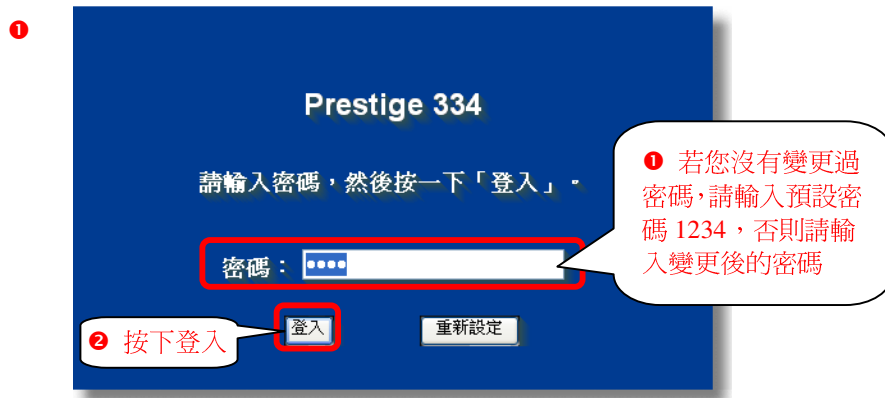 ❶
Prestige 334
請輸入密碼，然後按一下「登入」。
❶ 若您沒有變更過
密碼，請輸入預設密
碼 1234，否則請輸
入變更後的密碼
密碼：••••
❷ 按下登入
登入
重新設定